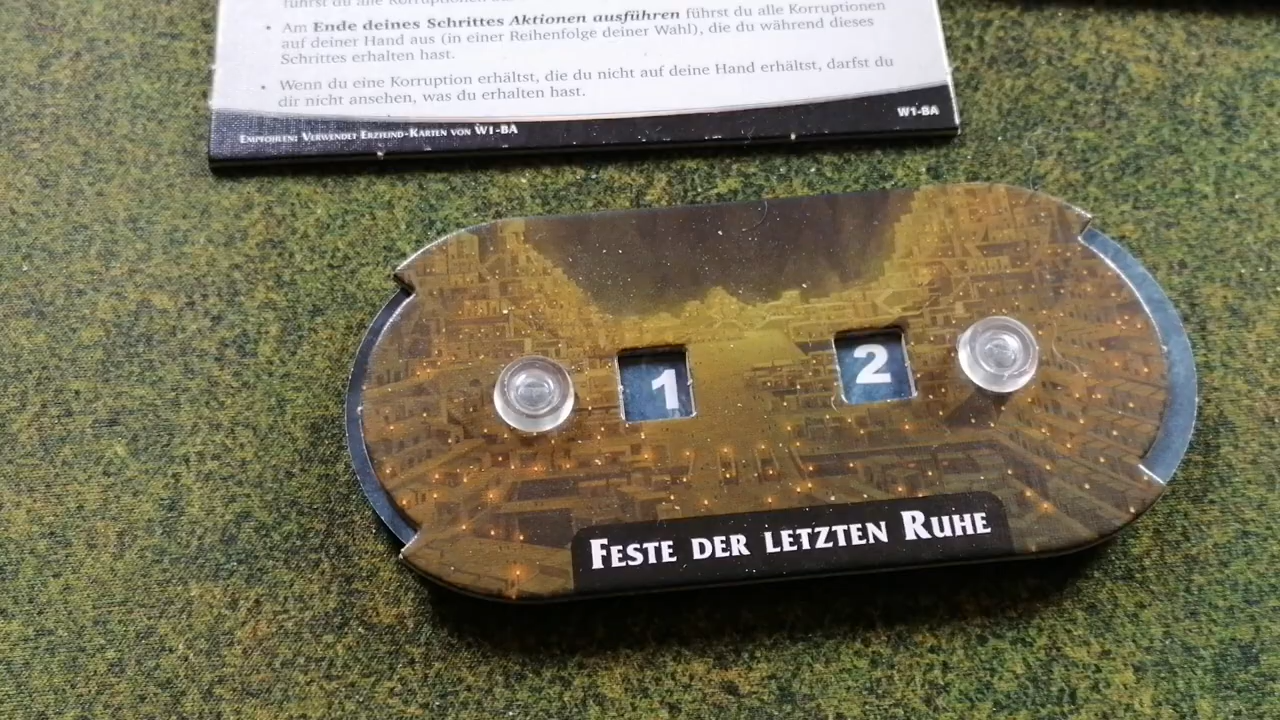 führst du alle Korruptionen
• Am Ende deines Schrittes Aktionen ausführen führst du alle Korruptionen
auf deiner Hand aus (in einer Reihenfolge deiner Wahl), die du während dieses
Schrittes erhalten hast.
• Wenn du eine Korruption erhältst, die du nicht auf deine Hand erhältst, darfst du
dir nicht ansehen, was du erhalten hast.
Empfohlen: Verwendet Erzfeind-Karten von W1-BA
W1-BA
1 2
Feste der letzten Ruhe